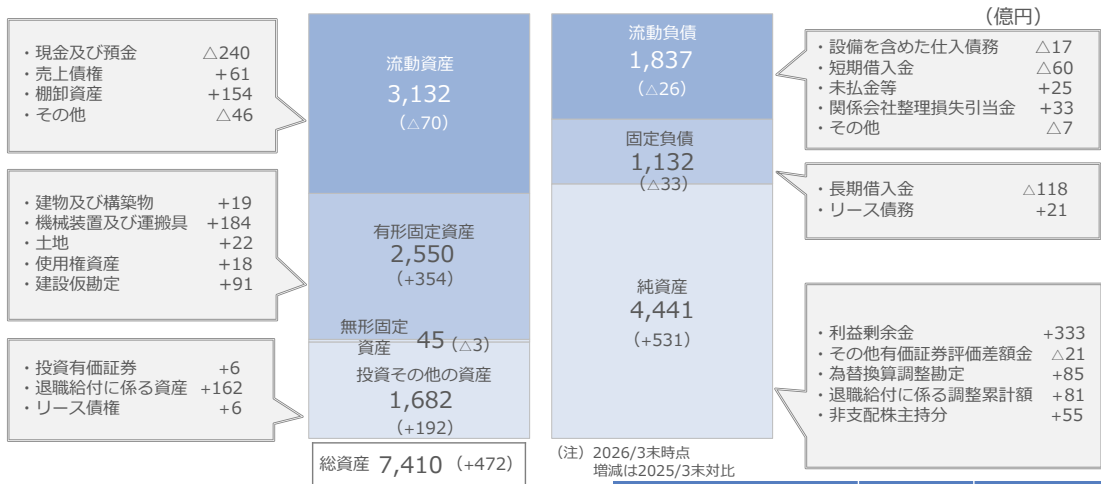 （億円）
・現金及び預金 △240
・売上債権 +61
・棚卸資産 +154
・その他 △46
・建物及び構築物 +19
・機械装置及び運搬具 +184
・土地 +22
・使用権資産 +18
・建設仮勘定 +91
・投資有価証券 +6
・退職給付に係る資産 +162
・リース債権 +6
流動資産
3,132
（△70）
有形固定資産
2,550
（+354）
無形固定
資産 45（△3）
投資その他の資産
1,682
（+192）
総資産 7,410（+472）
流動負債
1,837
（△26）
固定負債
1,132
（△33）
純資産
4,441
（+531）
（注）2026/3末時点
増減は2025/3末対比
・設備を含めた仕入債務 △17
・短期借入金 △60
・未払金等 +25
・関係会社整理損失引当金 +33
・その他 △7
・長期借入金 △118
・リース債務 +21
・利益剰余金 +333
・その他有価証券評価差額金 △21
・為替換算調整勘定 +85
・退職給付に係る調整累計額 +81
・非支配株主持分 +55